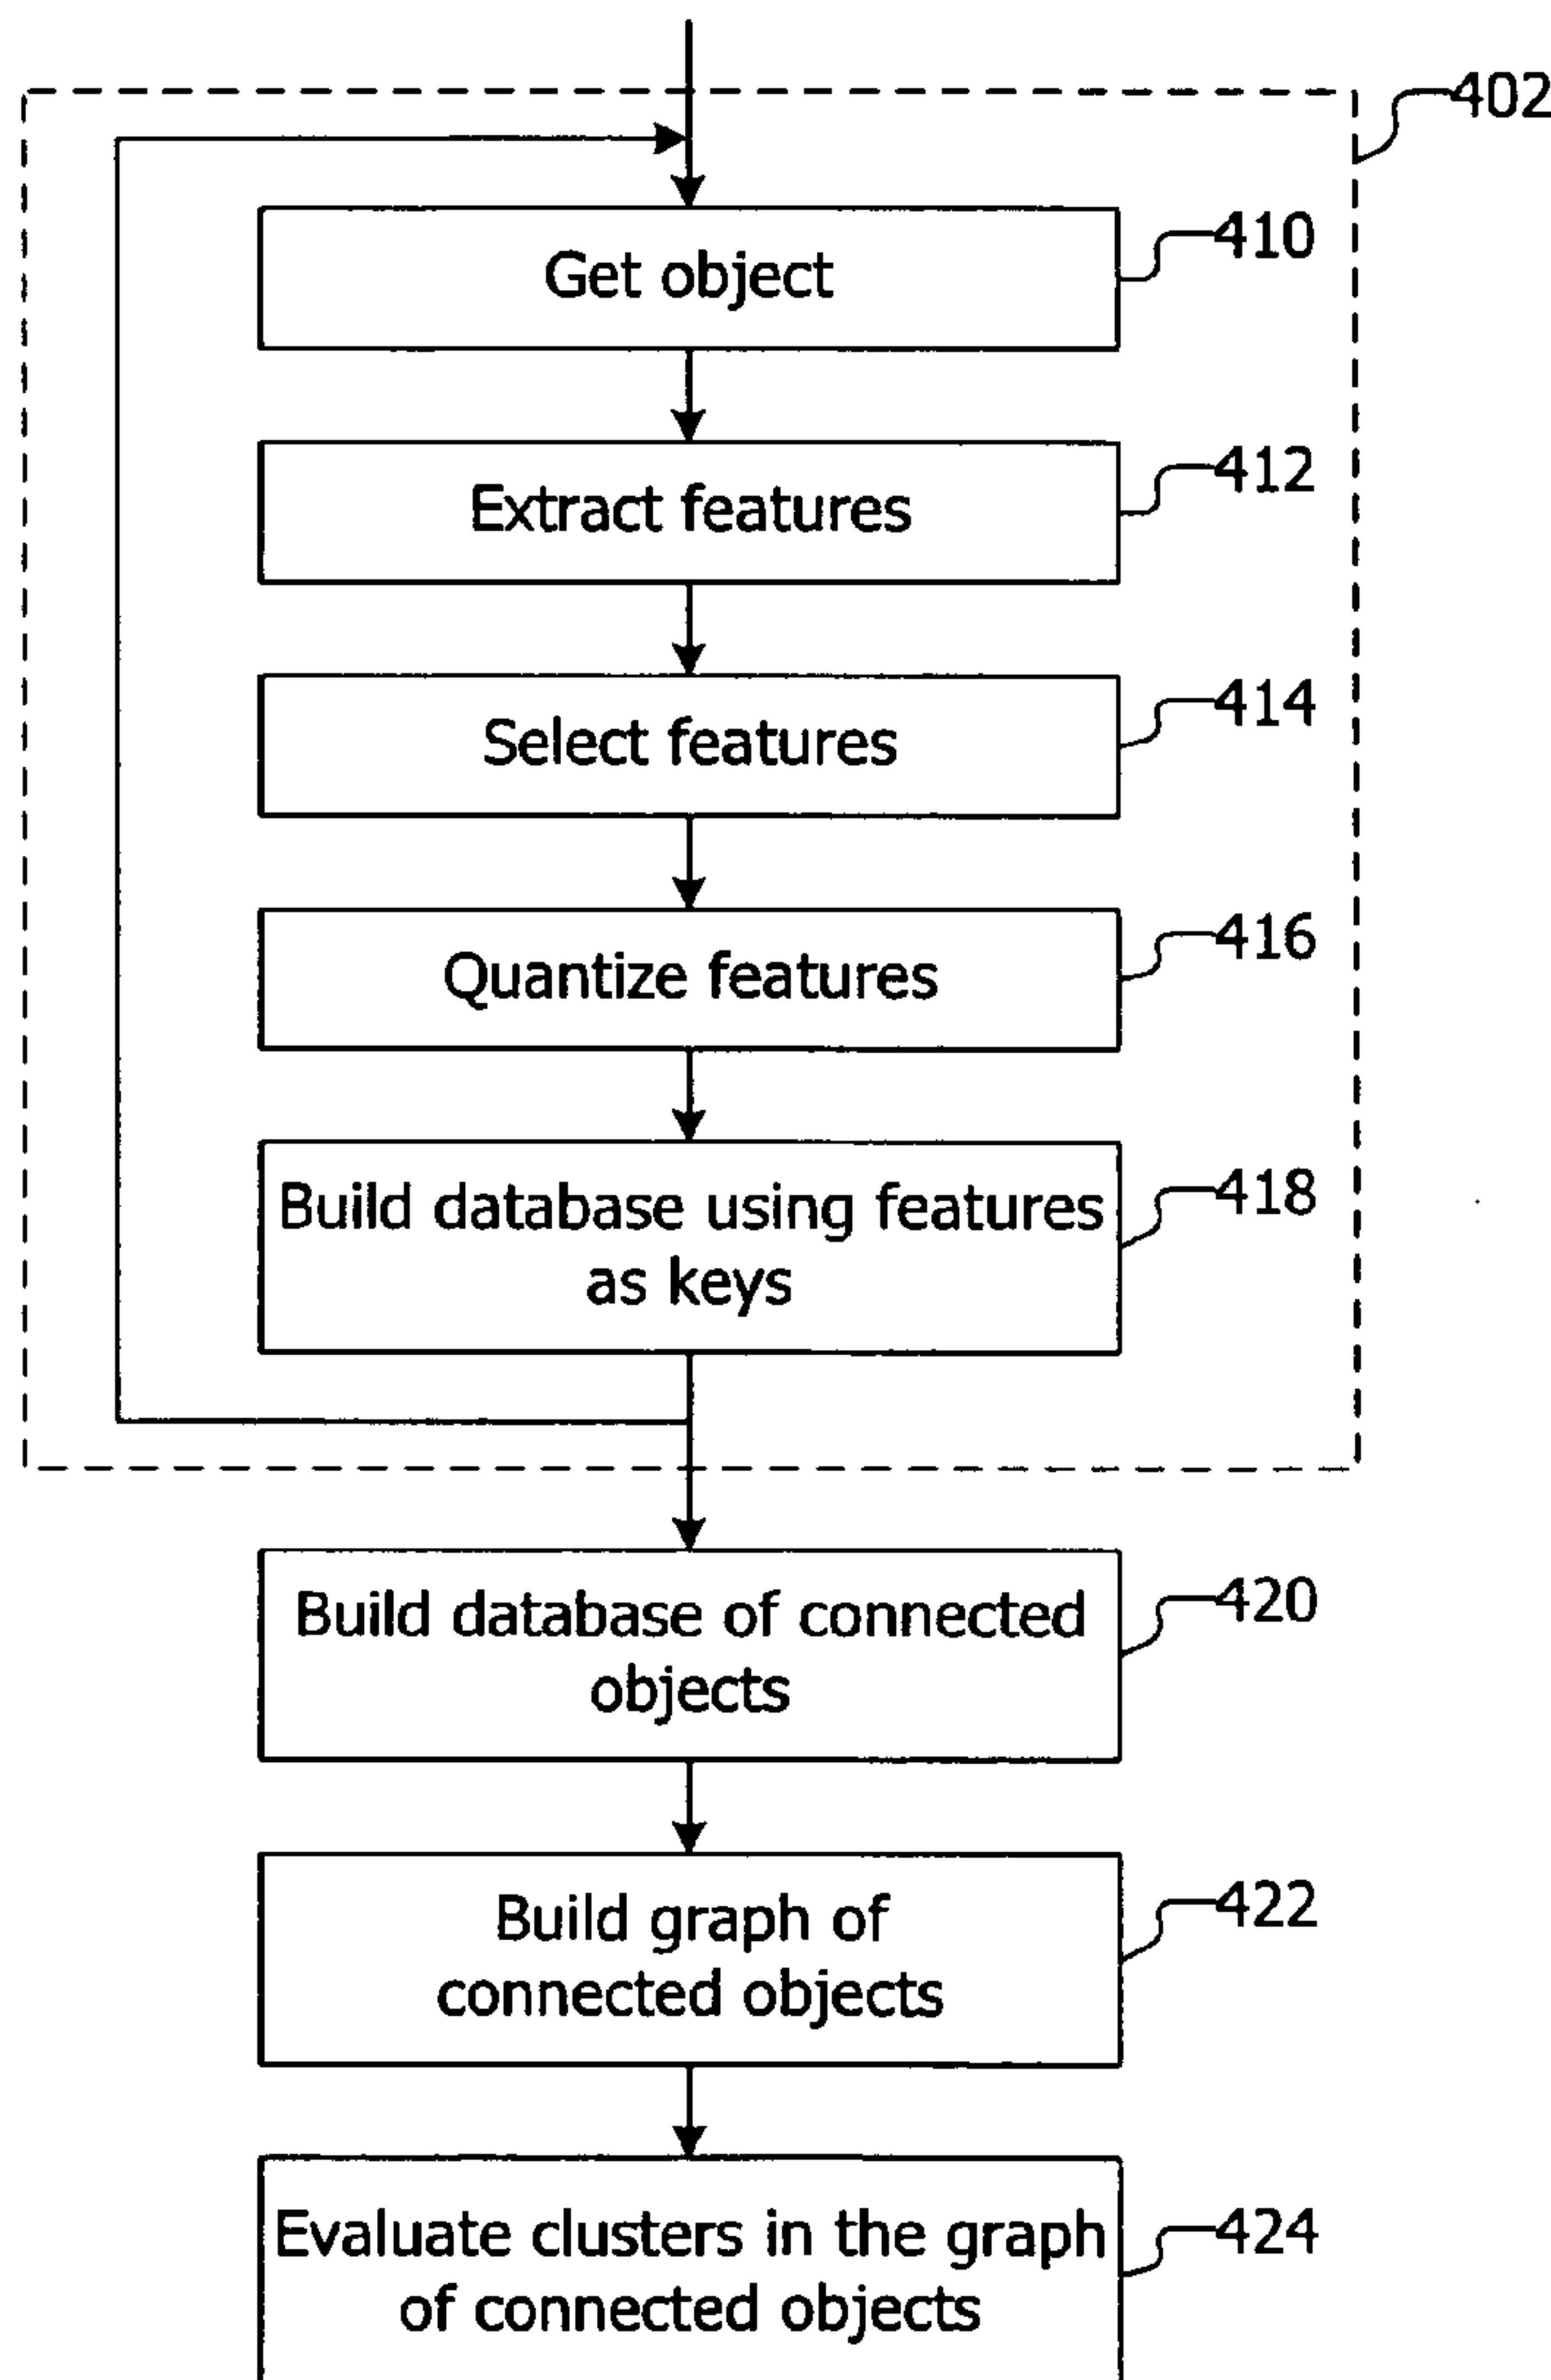 402
Get object
410
Extract features
412
Select features
414
Quantize features
416
Build database using features
as keys
418
Build database of connected
objects
420
Build graph of
connected objects
422
Evaluate clusters in the graph
of connected objects
424